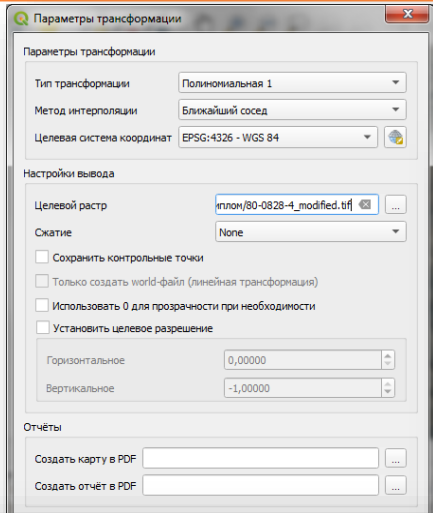 Параметры трансформации
Параметры трансформации
Тип трансформации Полиномиальная 1
Метод интерполяции Ближайший сосед
Целевая система координат EPSG:4326 - WGS 84
Настройки вывода
Целевой растр иплом/80-0828-4_modified.tif ...
Сжатие None
Сохранить контрольные точки
Только создать world-файл (линейная трансформация)
Использовать 0 для прозрачности при необходимости
Установить целевое разрешение
Горизонтальное 0,00000
Вертикальное -1,00000
Отчёты
Создать карту в PDF ...
Создать отчёт в PDF ...